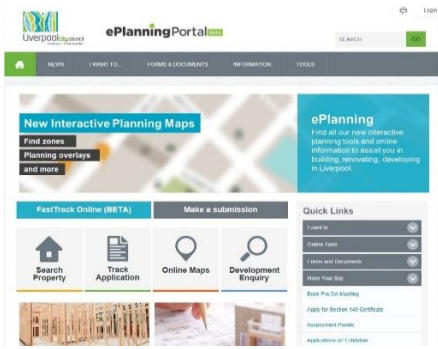 Login
Liverpool city council
ePlanningPortal BETA
SEARCH
GO
NEWS
I WANT TO...
FORMS & DOCUMENTS
INFORMATION
TOOLS
New Interactive Planning Maps
Find zones
Planning overlays
and more
ePlanning
Find all our new interactive
planning tools and online
information to assist you in
building, renovating, developing
in Liverpool.
FastTrack Online (BETA)
Make a submission
Search
Property
Track
Application
Online Maps
Development
Enquiry
Quick Links
I want to
Online Tools
Forms and Documents
Have Your Say
Book Pre-DA Meeting
Apply for Section 149 Certificate
Assessment Panels
Applications on Exhibition